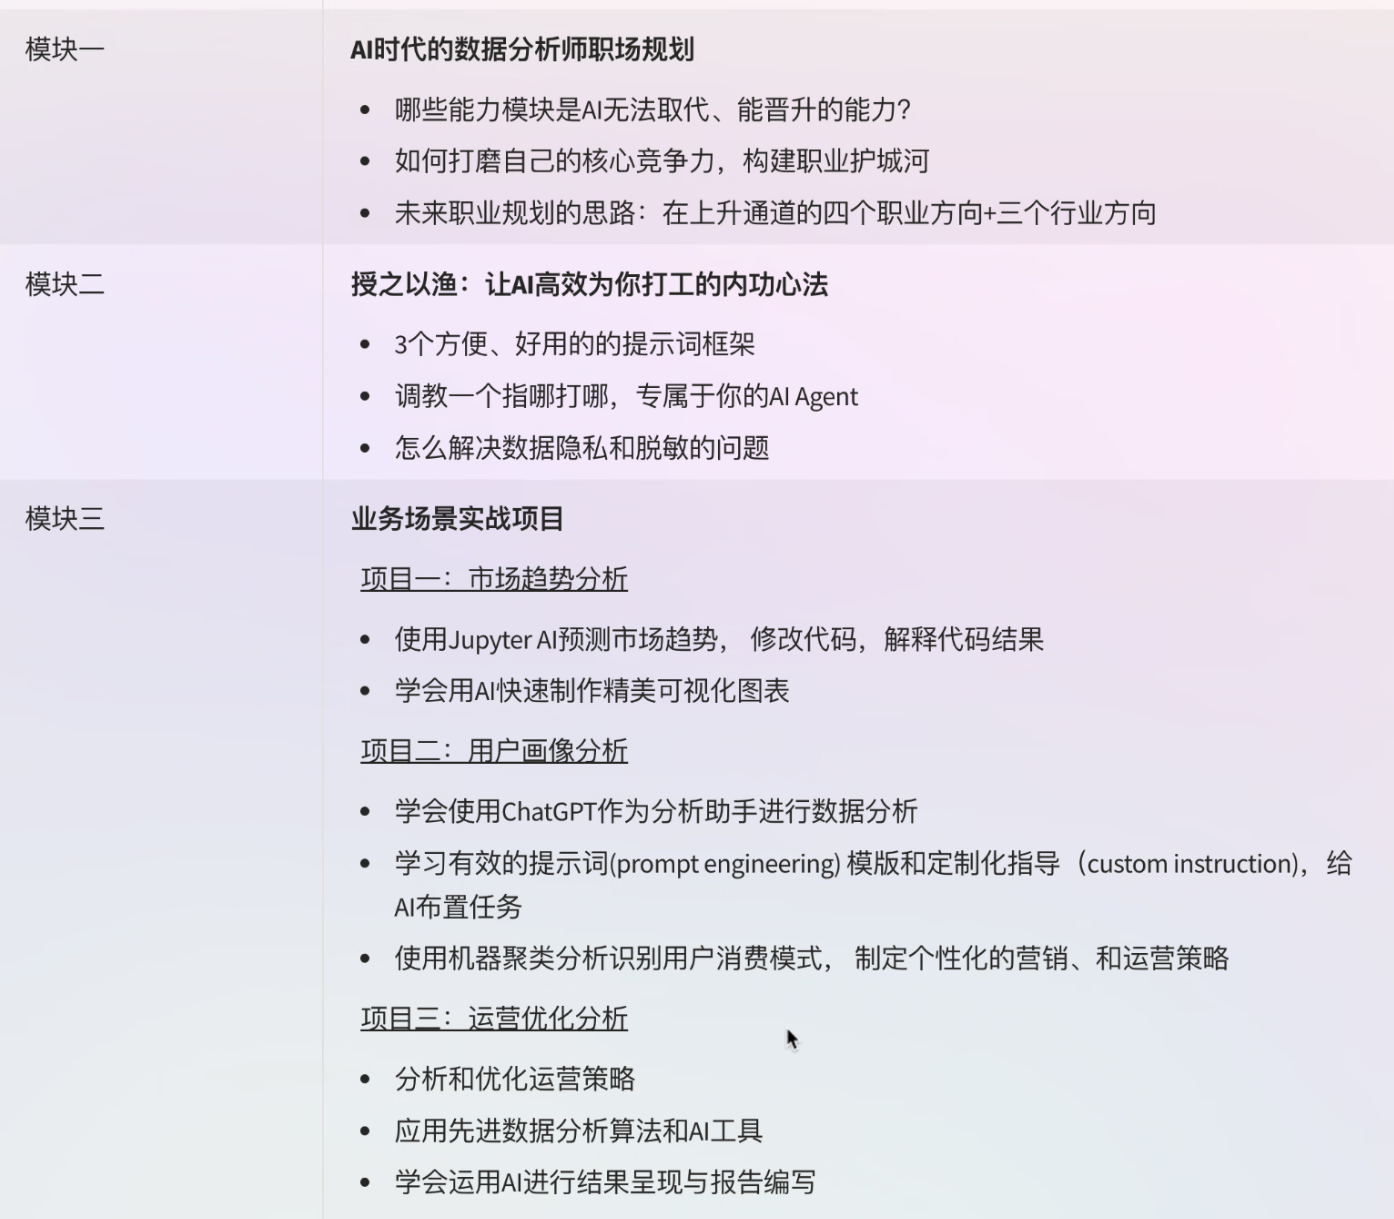 模块一
AI时代的数据分析师职场规划
哪些能力模块是AI无法取代、能晋升的能力?
如何打磨自己的核心竞争力，构建职业护城河
未来职业规划的思路：在上升通道的四个职业方向+三个行业方向
模块二
授之以渔：让AI高效为你打工的内功心法
3个方便、好用的的提示词框架
调教一个指哪打哪，专属于你的AI Agent
怎么解决数据隐私和脱敏的问题
模块三
业务场景实战项目
项目一：市场趋势分析
使用Jupyter AI预测市场趋势， 修改代码，解释代码结果
学会用AI快速制作精美可视化图表
项目二：用户画像分析
学会使用ChatGPT作为分析助手进行数据分析
学习有效的提示词(prompt engineering) 模版和定制化指导（custom instruction)，给
AI布置任务
使用机器聚类分析识别用户消费模式， 制定个性化的营销、和运营策略
项目三：运营优化分析
分析和优化运营策略
应用先进数据分析算法和AI工具
学会运用AI进行结果呈现与报告编写